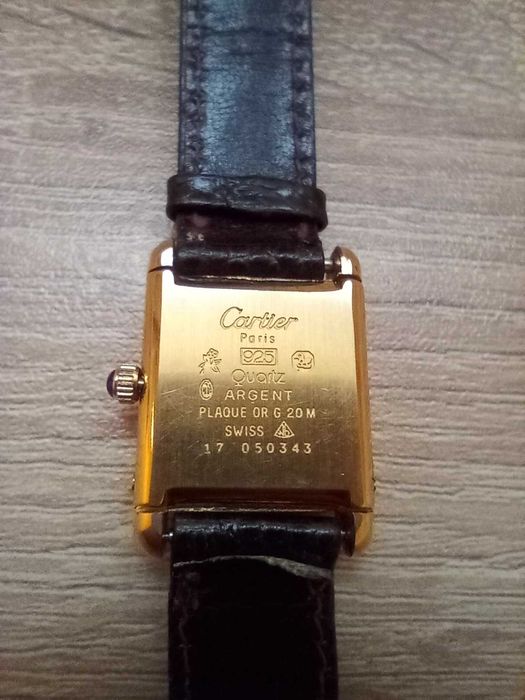 Cartier
Paris
925
Quartz
ARGENT
PLAQUE OR G 20 M
SWISS
17 050343